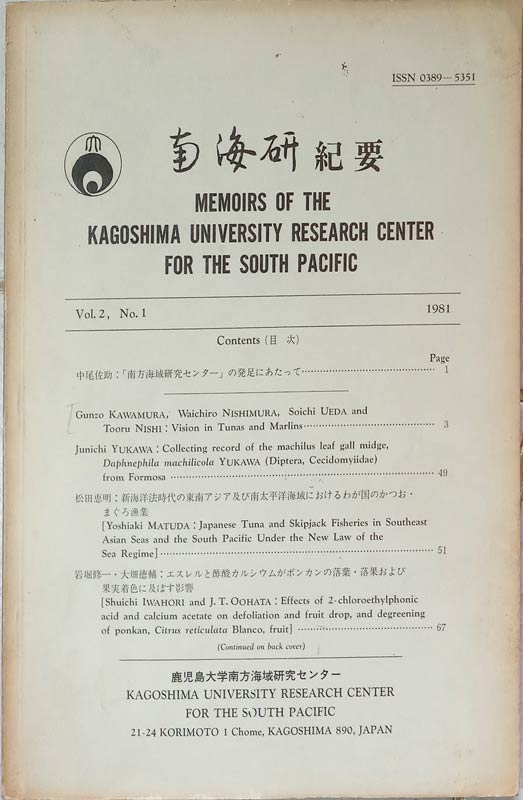 ISSN 0389—5351
大
南海研 紀要
MEMOIRS OF THE
KAGOSHIMA UNIVERSITY RESEARCH CENTER
FOR THE SOUTH PACIFIC
Vol. 2, No. 1 1981
Contents (目 次)
Page
中尾佐助:「南方海域研究センター」の発足にあたって 1
Gunzo KAWAMURA, Waichiro NISHIMURA, Soichi UEDA and
Tooru NISHI: Vision in Tunas and Marlins 3
Junichi YUKAWA: Collecting record of the machilus leaf gall midge,
Daphnephila machilicola YUKAWA (Diptera, Cecidomyiidae)
from Formosa 49
松田恵明:新海洋法時代の東南アジア及び南太平洋海域におけるわが国のかつお・
まぐろ漁業
[Yoshiaki MATUDA: Japanese Tuna and Skipjack Fisheries in Southeast
Asian Seas and the South Pacific Under the New Law of the
Sea Regime] 51
岩堀修一・大畑徳輔:エスレルと酢酸カルシウムがポンカンの落葉・落果および
果実着色に及ぼす影響
[Shuichi IWAHORI and J. T. OOHATA: Effects of 2-chloroethylphonic
acid and calcium acetate on defoliation and fruit drop, and degreening
of ponkan, Citrus reticulata Blanco, fruit] 67
(Continued on back cover)
鹿児島大学南方海域研究センター
KAGOSHIMA UNIVERSITY RESEARCH CENTER
FOR THE SOUTH PACIFIC
21-24 KORIMOTO 1 Chome, KAGOSHIMA 890, JAPAN